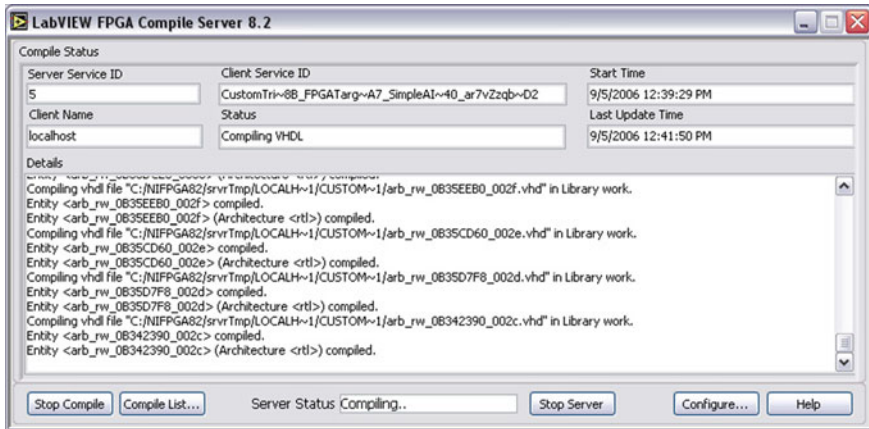 LabVIEW FPGA Compile Server 8.2
Compile Status
Server Service ID Client Service ID Start Time
5 CustomTri~8B_FPGATarg~A7_SimpleAI~40_ar7vZzqb~D2 9/5/2006 12:39:29 PM
Client Name Status Last Update Time
localhost Compiling VHDL 9/5/2006 12:41:50 PM
Details
Compiling vhdl file "C:/NIFPGA82/srvrTmp/LOCALH~1/CUSTOM~1/arb_rw_0B35EEB0_002f.vhd" in Library work.
Entity <arb_rw_0B35EEB0_002f> compiled.
Entity <arb_rw_0B35EEB0_002f> (Architecture <rtl>) compiled.
Compiling vhdl file "C:/NIFPGA82/srvrTmp/LOCALH~1/CUSTOM~1/arb_rw_0B35CD60_002e.vhd" in Library work.
Entity <arb_rw_0B35CD60_002e> compiled.
Entity <arb_rw_0B35CD60_002e> (Architecture <rtl>) compiled.
Compiling vhdl file "C:/NIFPGA82/srvrTmp/LOCALH~1/CUSTOM~1/arb_rw_0B35D7F8_002d.vhd" in Library work.
Entity <arb_rw_0B35D7F8_002d> compiled.
Entity <arb_rw_0B35D7F8_002d> (Architecture <rtl>) compiled.
Compiling vhdl file "C:/NIFPGA82/srvrTmp/LOCALH~1/CUSTOM~1/arb_rw_0B342390_002c.vhd" in Library work.
Entity <arb_rw_0B342390_002c> compiled.
Entity <arb_rw_0B342390_002c> (Architecture <rtl>) compiled.
Stop Compile Compile List... Server Status Compiling.. Stop Server Configure... Help